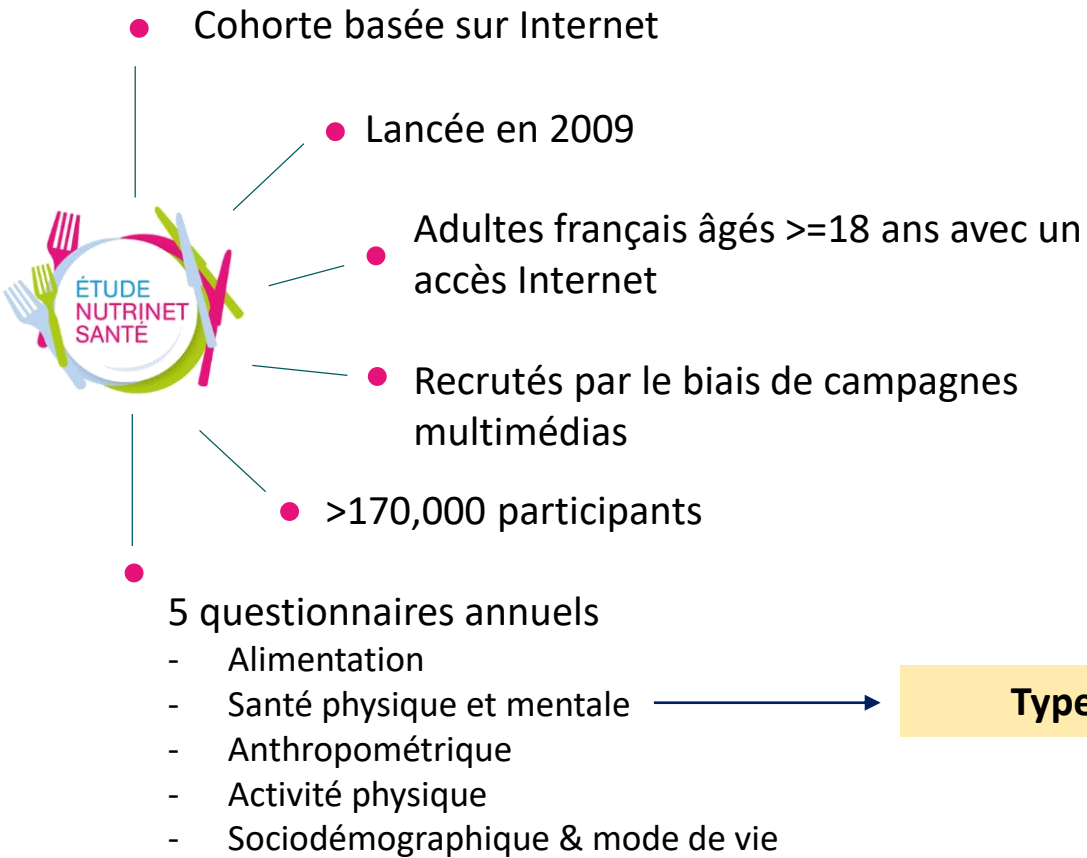 Cohorte basée sur Internet
Lancée en 2009
Adultes français âgés >=18 ans avec un
accès Internet
ÉTUDE
NUTRINET
SANTÉ
Recrutés par le biais de campagnes
multimédias
>170,000 participants
5 questionnaires annuels
- Alimentation
- Santé physique et mentale
Type
- Anthropométrique
- Activité physique
- Sociodémographique & mode de vie